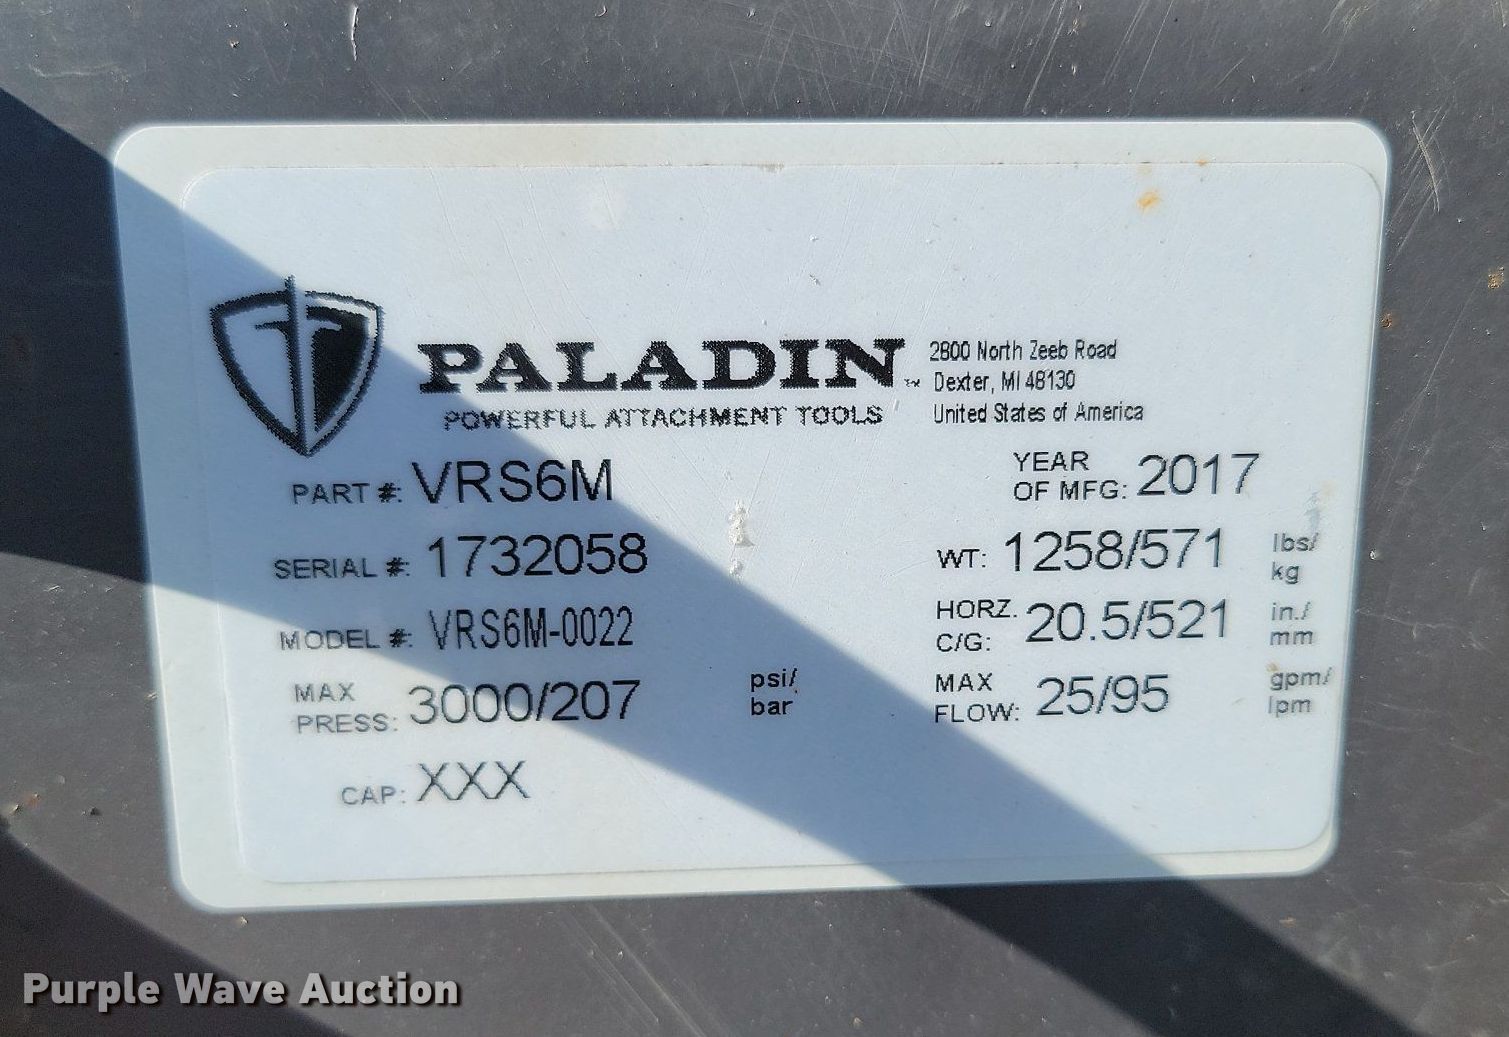 PALADIN™
POWERFUL ATTACHMENT TOOLS
2800 North Zeeb Road
Dexter, MI 48130
United States of America
PART #: VRS6M
YEAR
OF MFG: 2017
SERIAL #: 1732058
WT: 1258/571 lbs/
kg
MODEL #: VRS6M-0022
HORZ.
C/G: 20.5/521 in./
mm
MAX
PRESS: 3000/207 psi/
bar
MAX
FLOW: 25/95 gpm/
lpm
CAP: XXX
Purple Wave Auction